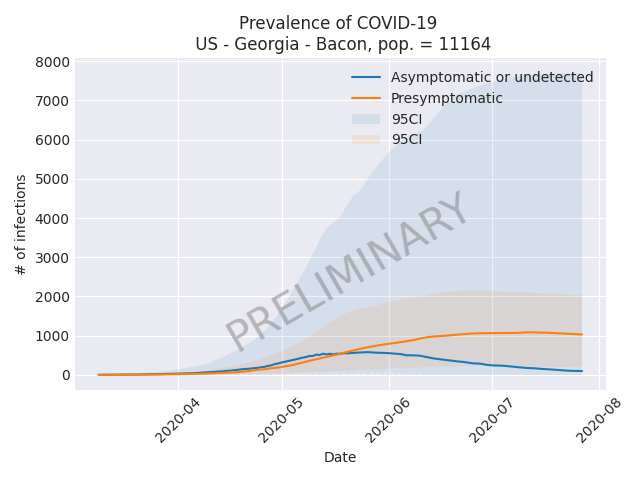 Prevalence of COVID-19
US - Georgia - Bacon, pop. = 11164
Asymptomatic or undetected
Presymptomatic
95CI
95CI
# of infections
8000
7000
6000
5000
4000
3000
2000
1000
0
PRELIMINARY
2020-04
2020-05
2020-06
2020-07
2020-08
Date